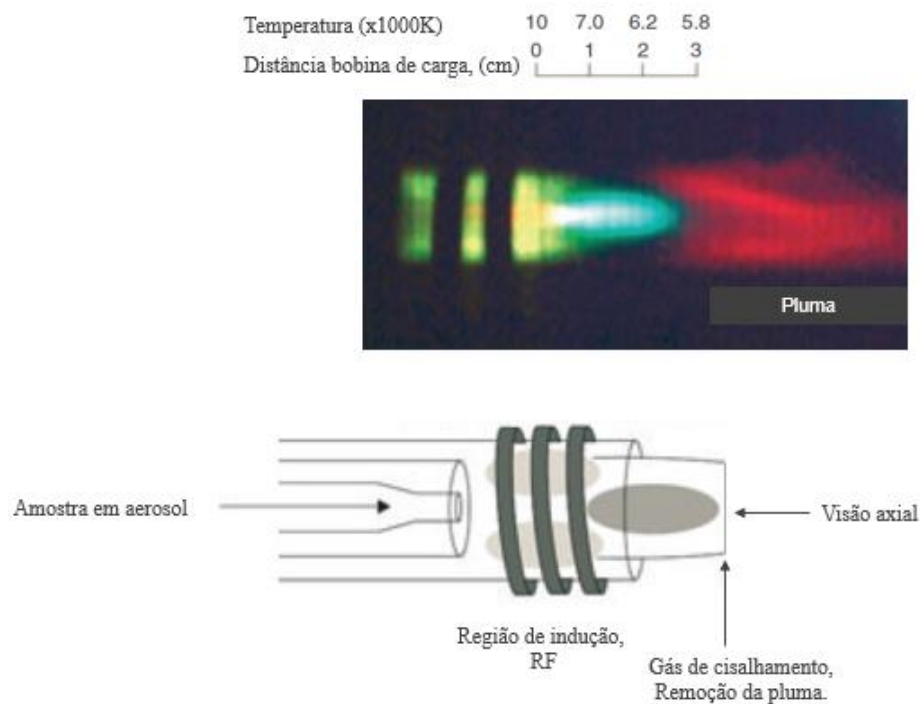 Temperatura (x1000K) 10 7.0 6.2 5.8
Distância bobina de carga, (cm) 0 1 2 3
Pluma
Amostra em aerosol
Visão axial
Região de indução,
RF
Gás de cisalhamento,
Remoção da pluma.